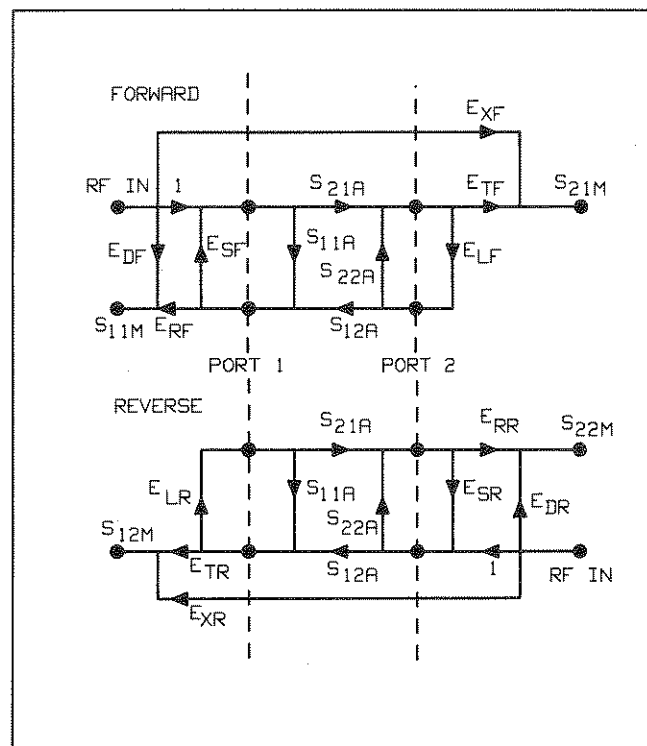 FORWARD
E_XF
RF IN 1
S_21A
E_TF
S_21M
E_DF
E_SF
S_11A
S_22A
E_LF
S_11M
E_RF
S_12A
PORT 1
PORT 2
REVERSE
S_21A
E_RR
S_22M
E_LR
S_11A
S_22A
E_SR
E_DR
S_12M
E_TR
S_12A
1
RF IN
E_XR